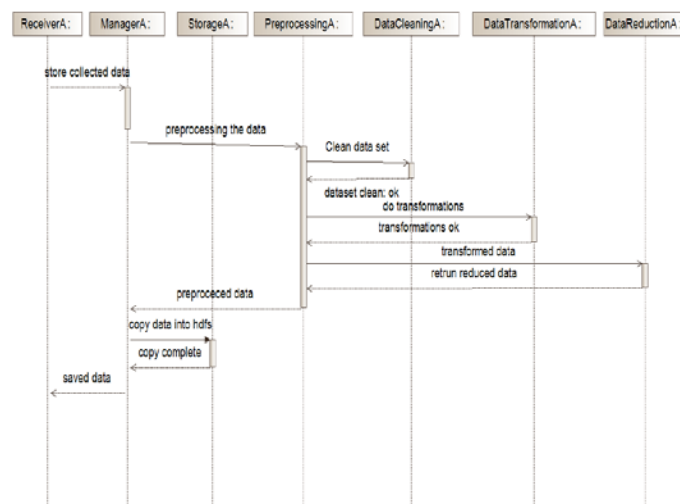 ReceiverA: ManagerA: StorageA: PreprocessingA: DataCleaningA: DataTransformationA: DataReductionA:
store collected data
preprocessing the data
Clean data set
dataset clean: ok
do transformations
transformations ok
transformed data
retrun reduced data
preproceced data
copy data into hdfs
copy complete
saved data